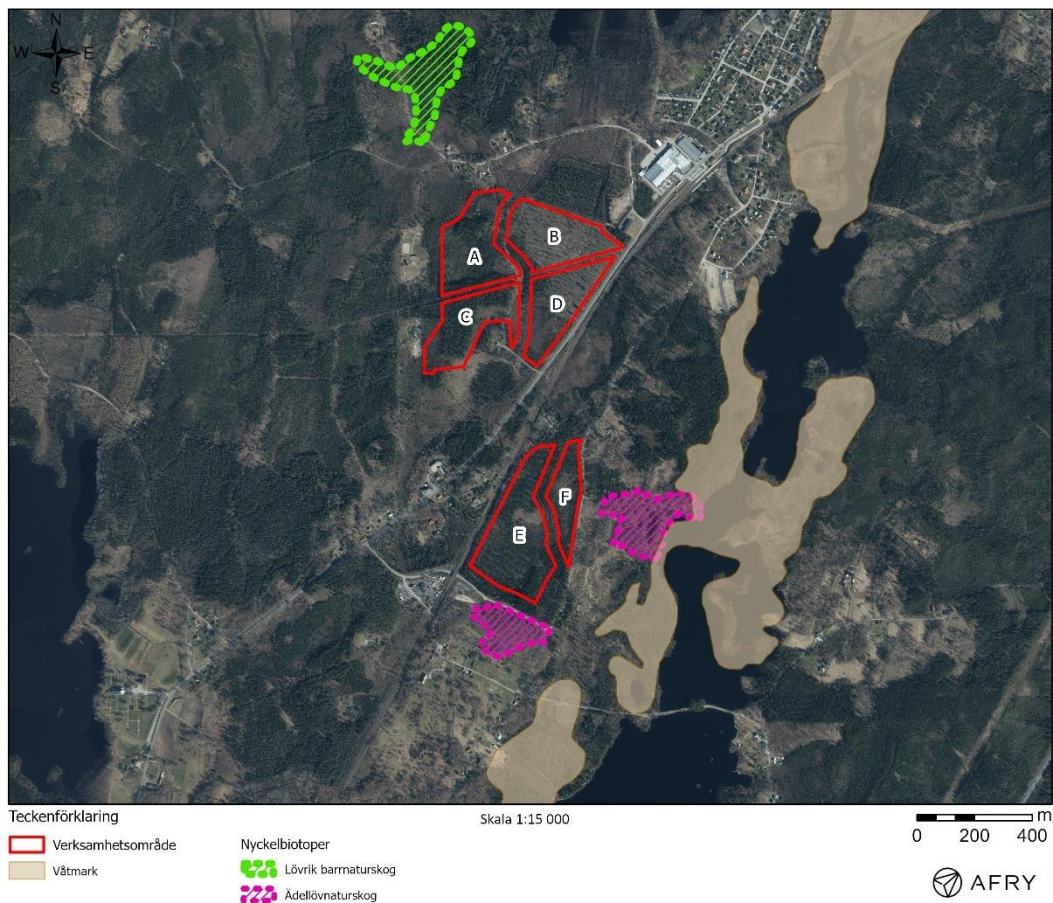 N
W E
S
A
B
C
D
E
F
Teckenförklaring
Verksamhetsområde
Våtmark
Nyckelbiotoper
Lövrik barrnaturskog
Ädellövnaturskog
Skala 1:15 000
m
0 200 400
AFRY